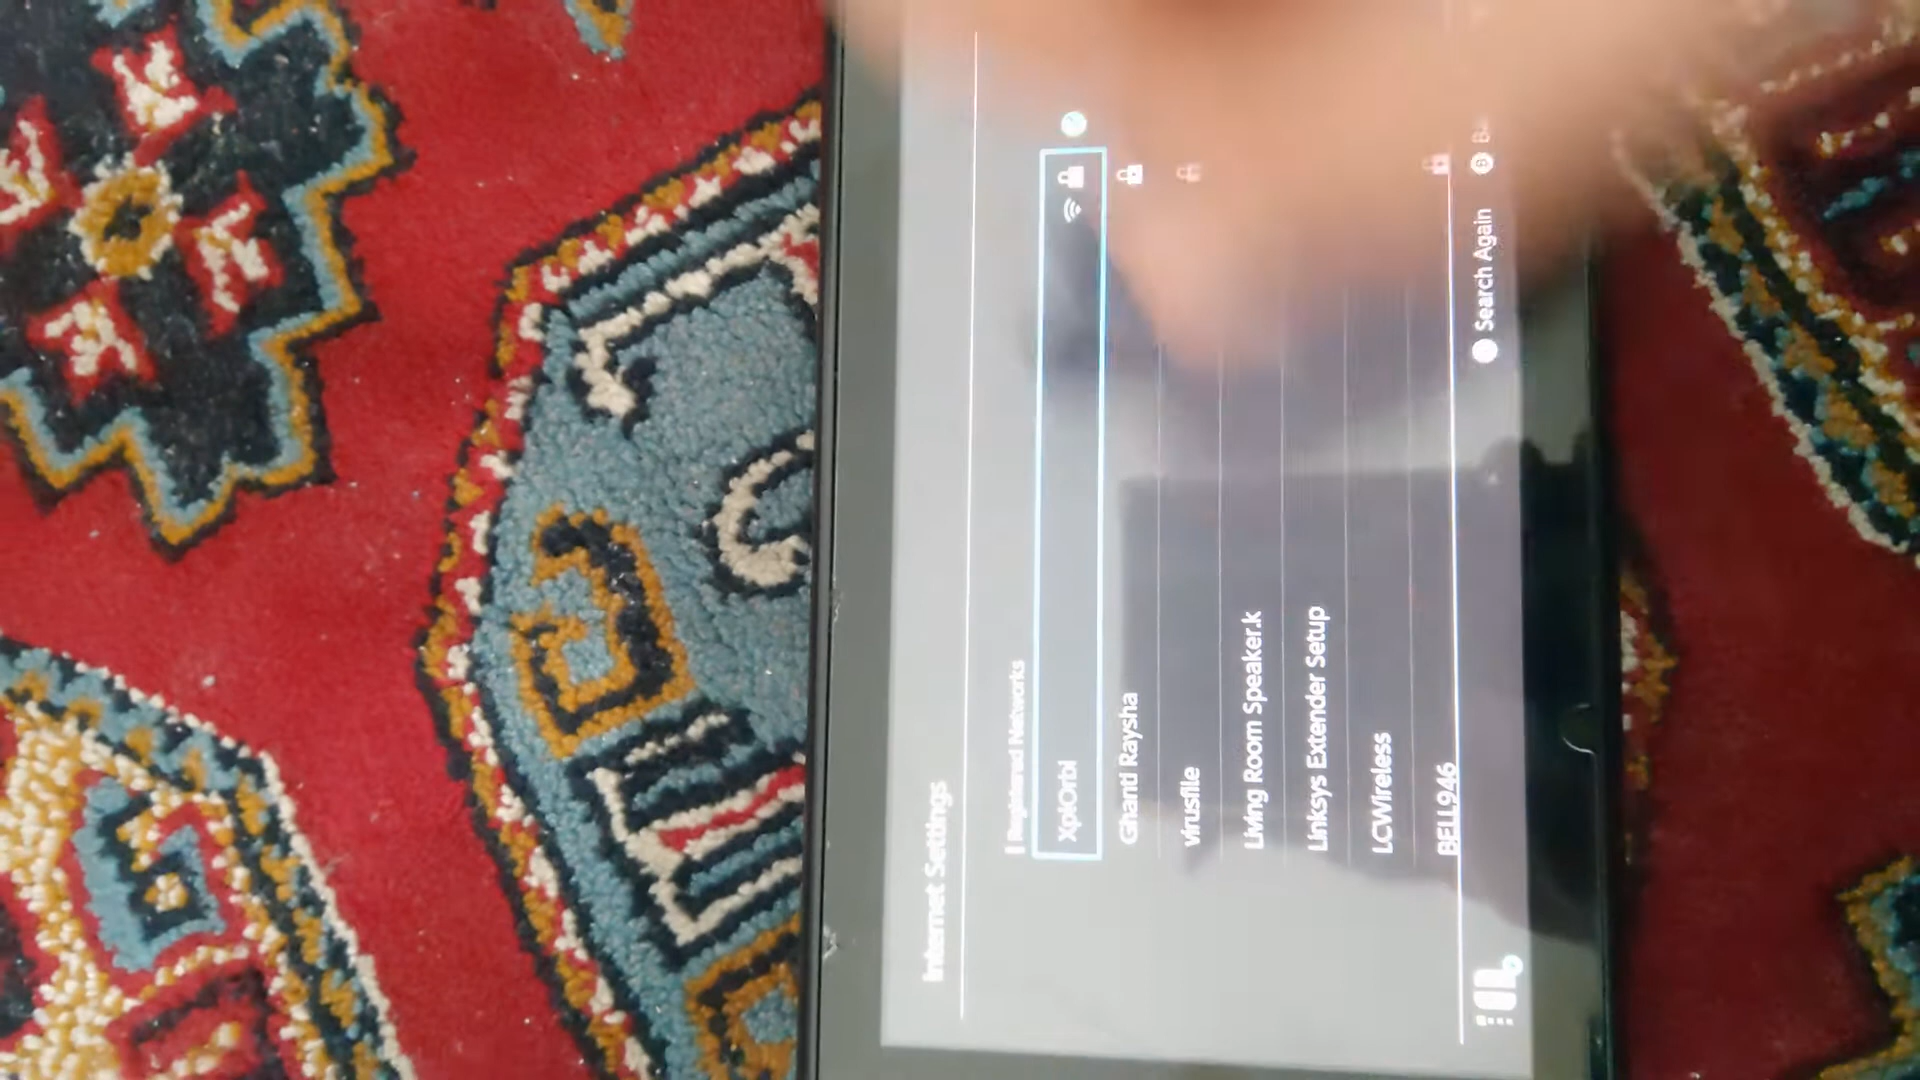 Internet Settings
Registered Networks
XplOrbi
Ghanti Raysha
virusfile
Living Room Speaker.k
Linksys Extender Setup
LCWireless
BELL946
Search Again
B